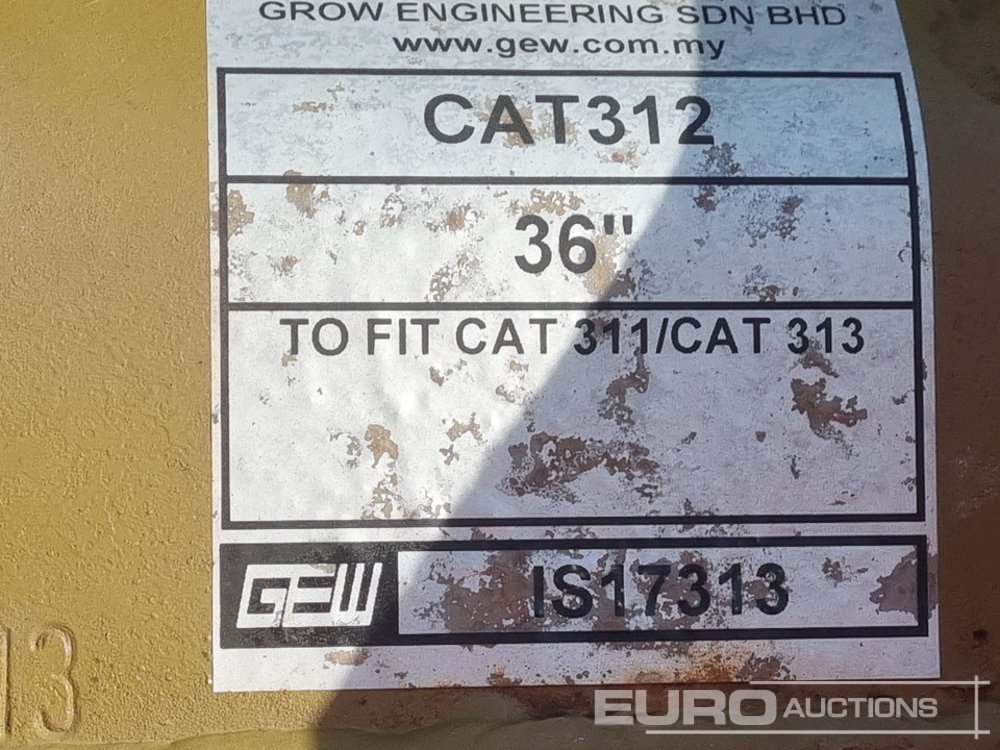 GROW ENGINEERING SDN BHD
www.gew.com.my
CAT312
36"
TO FIT CAT 311/CAT 313
GEW
IS17313
13
EURO AUCTIONS